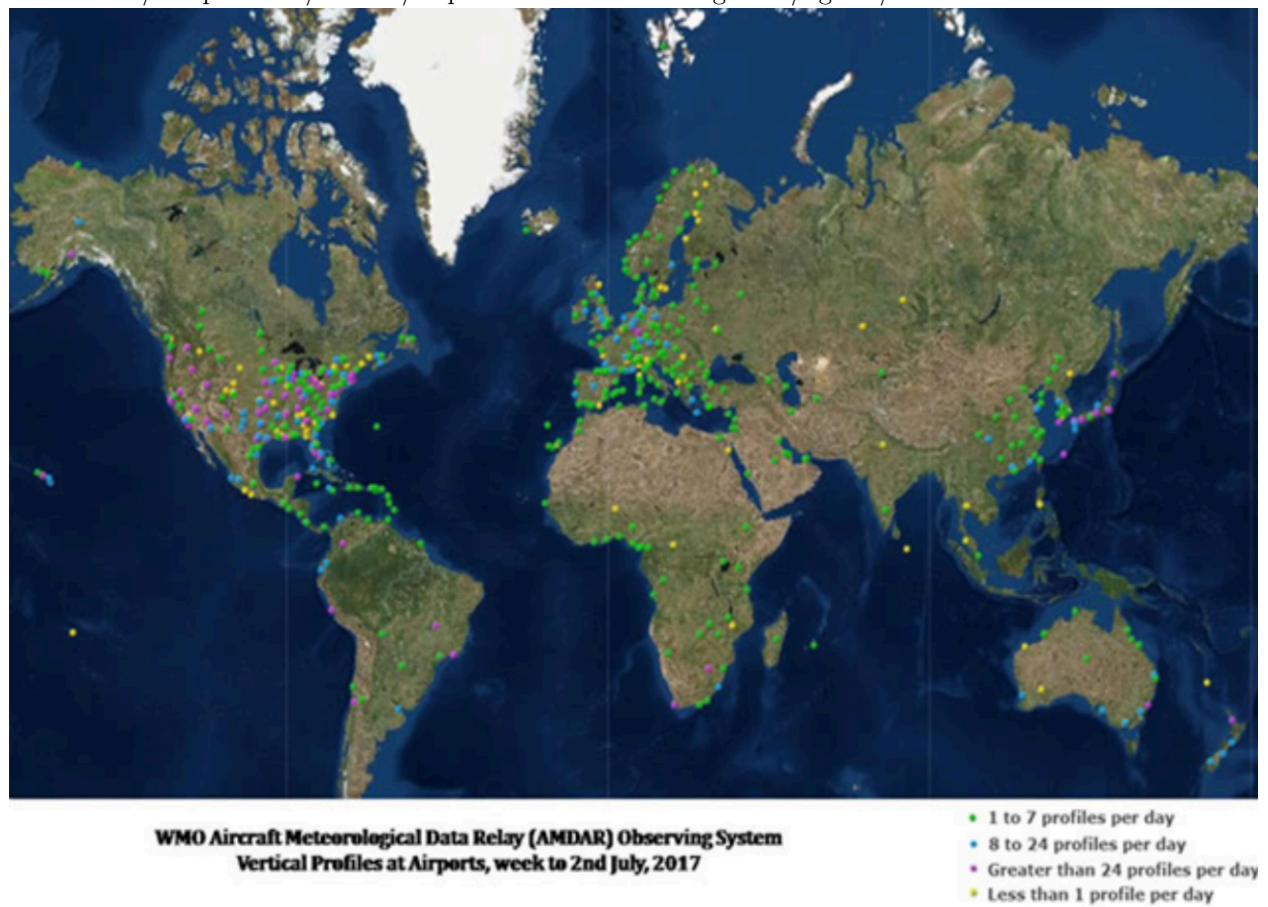 WMO Aircraft Meteorological Data Relay (AMDAR) Observing System
Vertical Profiles at Airports, week to 2nd July, 2017
1 to 7 profiles per day
8 to 24 profiles per day
Greater than 24 profiles per day
Less than 1 profile per day